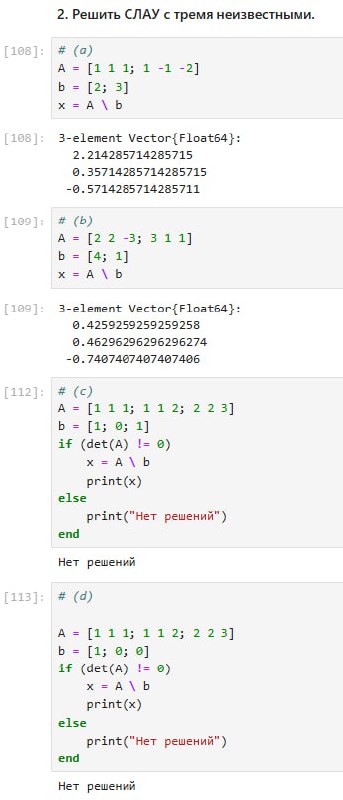 2. Решить СЛАУ с тремя неизвестными.
[108]: # (a)
A = [1 1 1; 1 -1 -2]
b = [2; 3]
x = A \ b
[108]: 3-element Vector{Float64}:
2.214285714285715
0.35714285714285715
-0.5714285714285711
[109]: # (b)
A = [2 2 -3; 3 1 1]
b = [4; 1]
x = A \ b
[109]: 3-element Vector{Float64}:
0.4259259259259258
0.46296296296296274
-0.7407407407407406
[112]: # (c)
A = [1 1 1; 1 1 2; 2 2 3]
b = [1; 0; 1]
if (det(A) != 0)
x = A \ b
print(x)
else
print("Нет решений")
end
Нет решений
[113]: # (d)
A = [1 1 1; 1 1 2; 2 2 3]
b = [1; 0; 0]
if (det(A) != 0)
x = A \ b
print(x)
else
print("Нет решений")
end
Нет решений